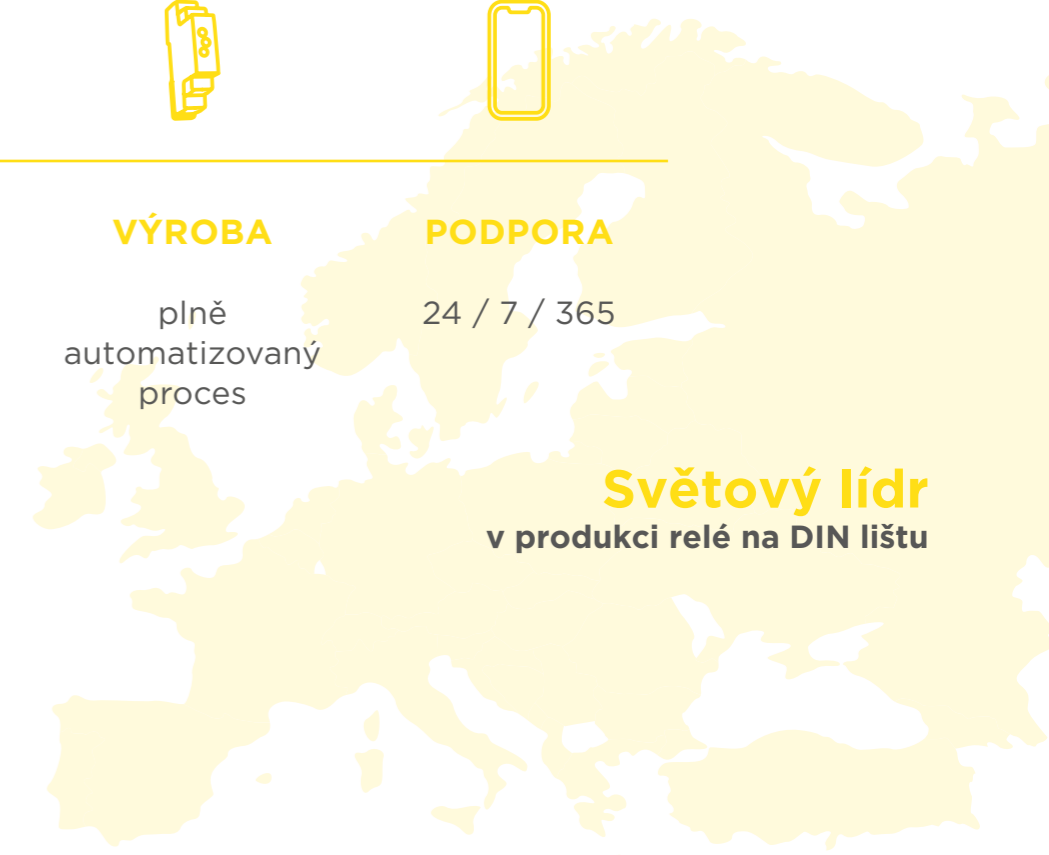 VÝROBA
plně
automatizovaný
proces
PODPORA
24 / 7 / 365
Světový lídr
v produkci relé na DIN lištu